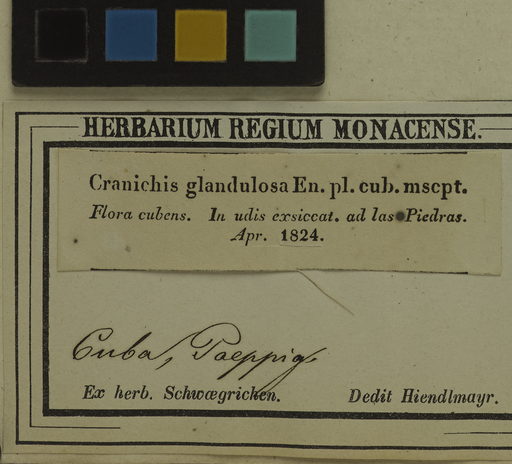 HERBARIUM REGIUM MONACENSE.
Cranichis glandulosa En. pl. cub. mscpt.
Flora cubens. In udis exsiccat. ad las Piedras.
Apr. 1824.
Cuba, Poeppig.
Ex herb. Schwægrichen. Dedit Hiendlmayr.